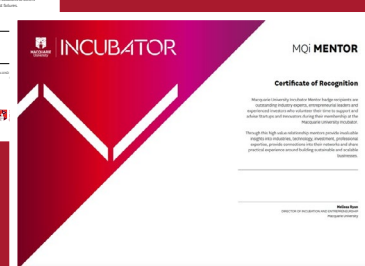 MACQUARIE
University
INCUBATOR
MQi MENTOR
Certificate of Recognition
Macquarie University Incubator Mentor badge recipients are
outstanding industry experts, entrepreneurial leaders and
experienced investors who volunteer their time to support and
advise startups and innovators during their membership at the
Macquarie University Incubator.
Through this high value relationship mentors provide invaluable
insights into industries, technology, investment, professional
expertise, provide connections into their networks and share
practical experience around building sustainable and scalable
businesses.
Melissa Ryan
DIRECTOR OF INCUBATION AND ENTREPRENEURSHIP
Macquarie University